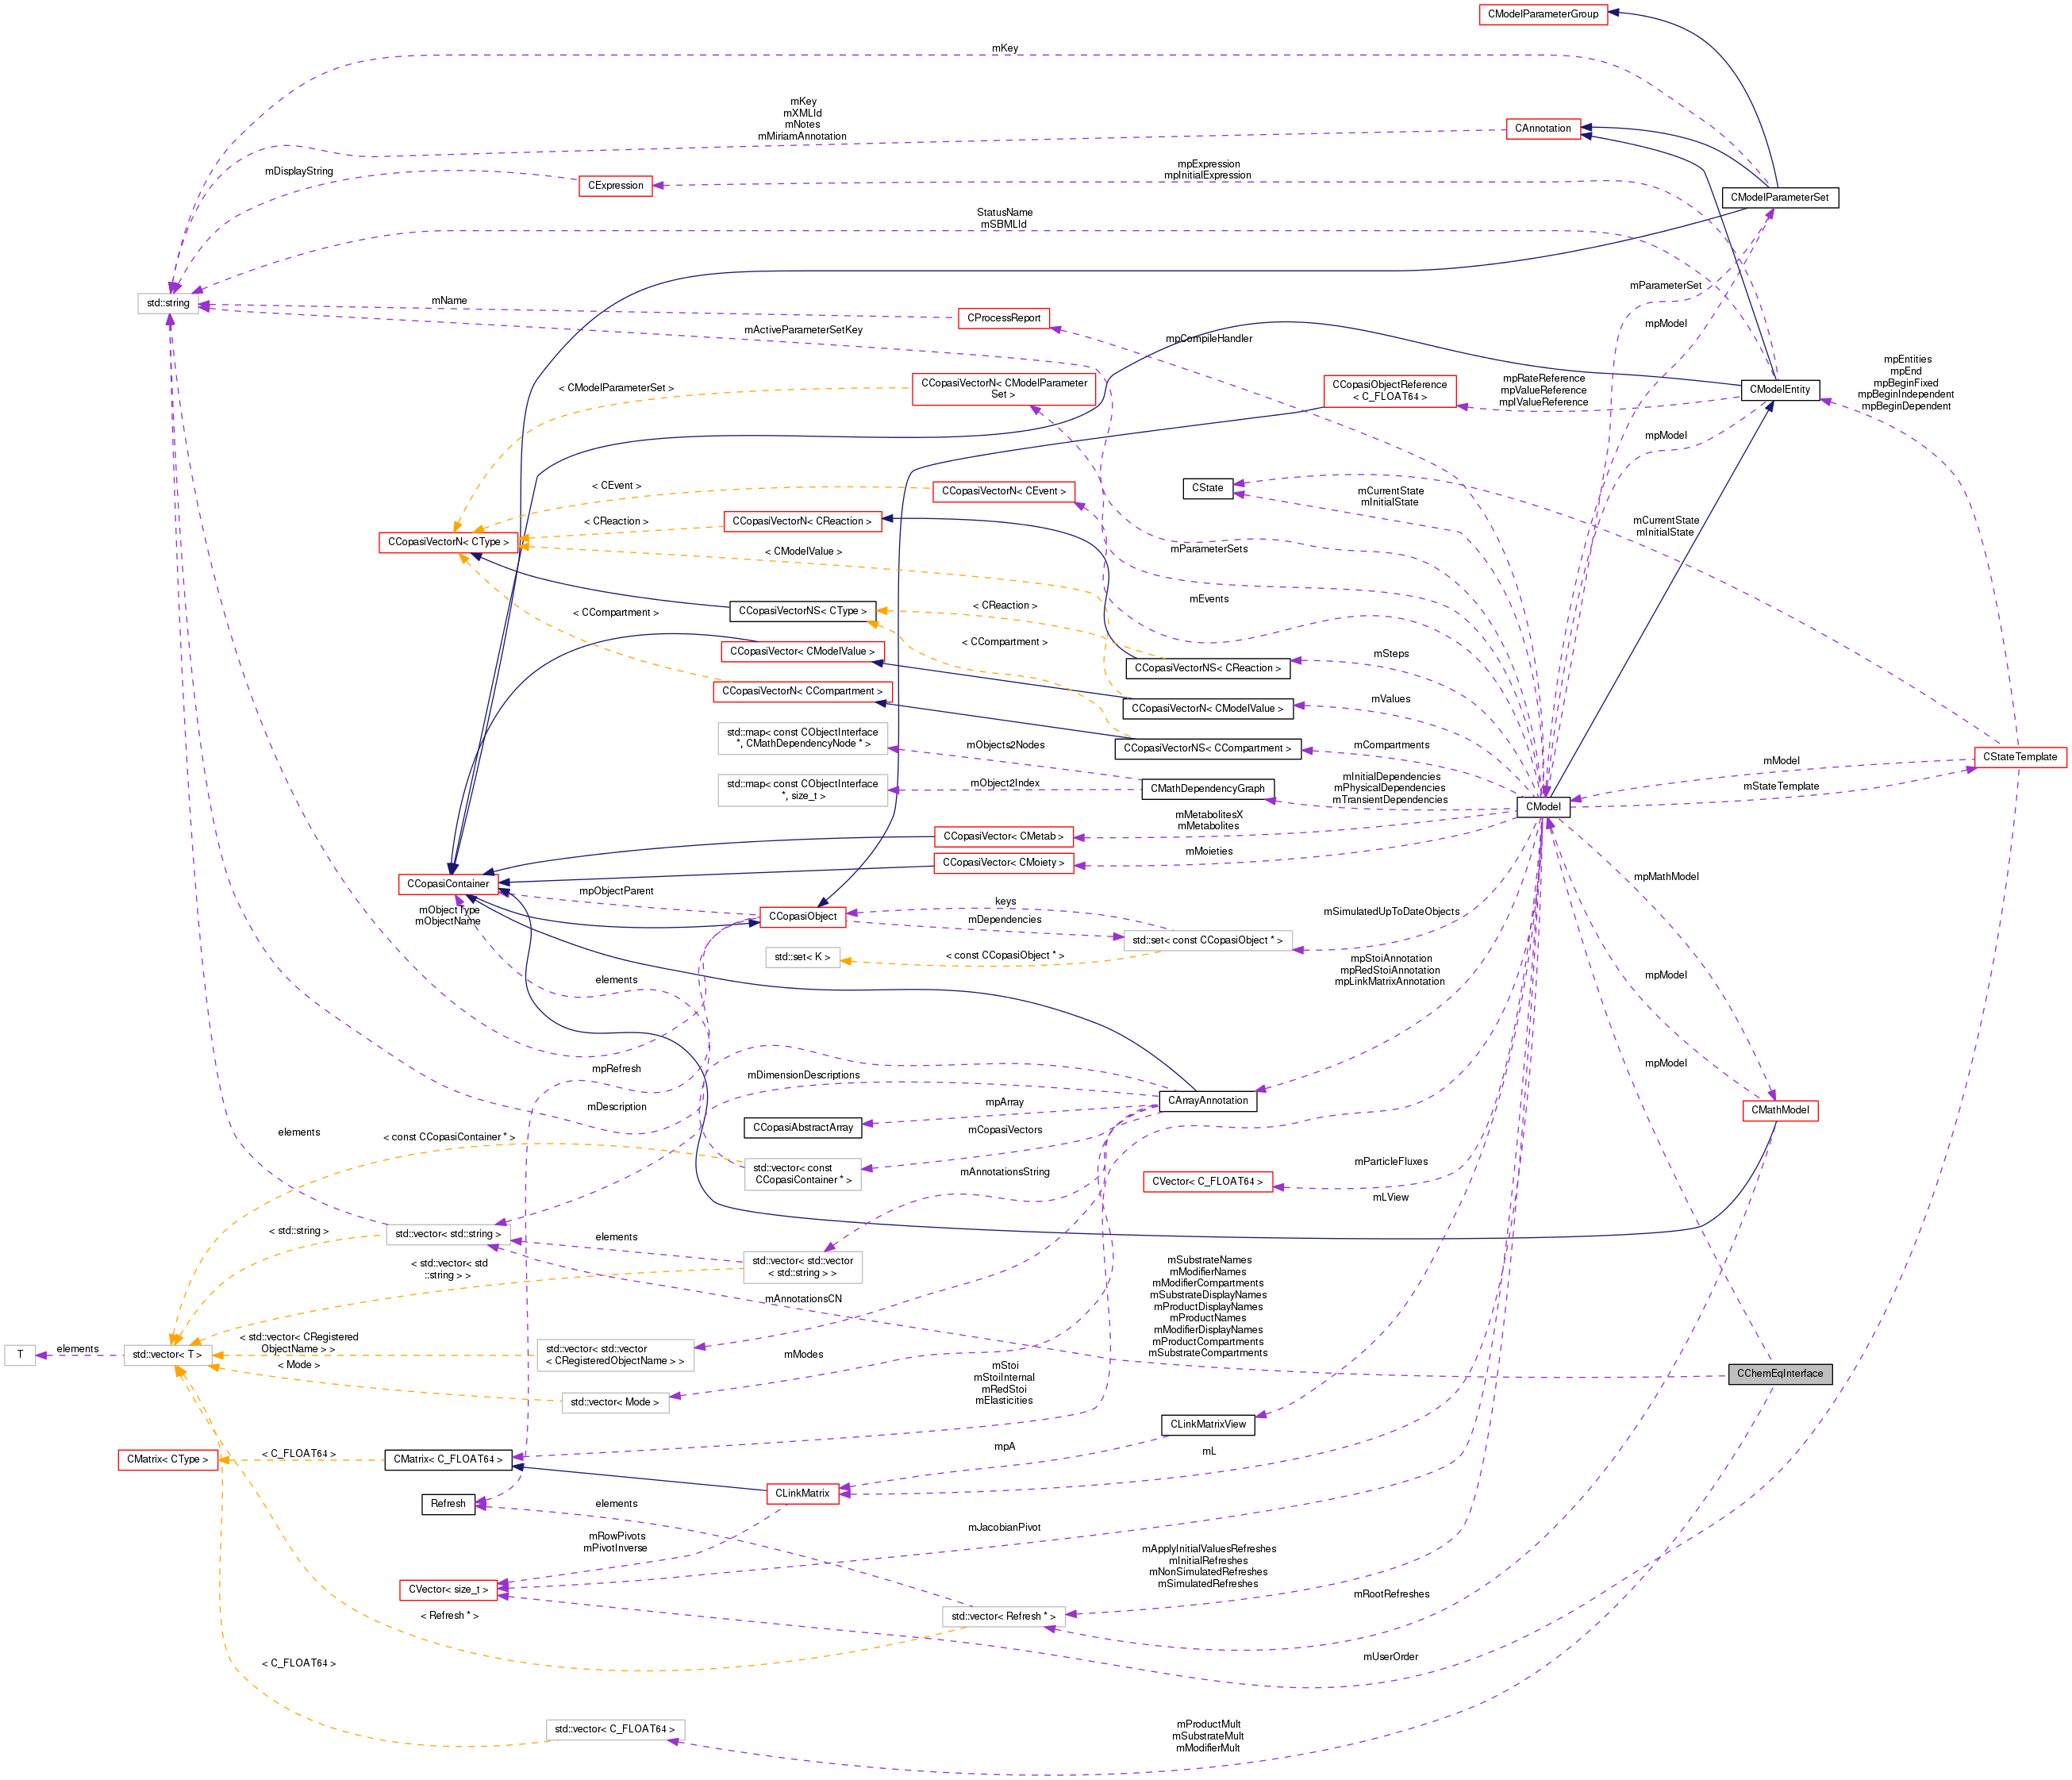 CModelParameterGroup
mKey
mKey
mXMLId
mNotes
mMiriamAnnotation
CAnnotation
mpExpression
mpInitialExpression
mDisplayString
CExpression
CModelParameterSet
StatusName
mSBMLId
mParameterSet
std::string
mName
CProcessReport
mActiveParameterSetKey
mpCompileHandler
mpModel
mpEntities
mpEnd
mpBeginFixed
mpBeginIndependent
mpBeginDependent
< CModelParameterSet >
CCopasiVectorN< CModelParameter
Set >
CCopasiObjectReference
< C_FLOAT64 >
mpRateReference
mpValueReference
mpIValueReference
CModelEntity
mpModel
< CEvent >
CCopasiVectorN< CEvent >
CState
mCurrentState
mInitialState
mCurrentState
mInitialState
< CReaction >
CCopasiVectorN< CReaction >
CCopasiVectorN< CType >
< CModelValue >
mParameterSets
< CCompartment >
CCopasiVectorNS< CType >
< CReaction >
mEvents
< CCompartment >
CCopasiVector< CModelValue >
CCopasiVectorNS< CReaction >
mSteps
CCopasiVectorN< CCompartment >
CCopasiVectorN< CModelValue >
mValues
std::map< const CObjectInterface
*, CMathDependencyNode * >
mObjects2Nodes
CCopasiVectorNS< CCompartment >
mCompartments
CStateTemplate
mModel
mStateTemplate
std::map< const CObjectInterface
*, size_t >
mObject2Index
CMathDependencyGraph
mInitialDependencies
mPhysicalDependencies
mTransientDependencies
CModel
CCopasiVector< CMetab >
mMetabolitesX
mMetabolites
CCopasiVector< CMoiety >
mMoieties
CCopasiContainer
mpObjectParent
mObjectType
mObjectName
CCopasiObject
keys
mDependencies
mSimulatedUpToDateObjects
mpMathModel
std::set< const CCopasiObject * >
std::set< K >
< const CCopasiObject * >
elements
mpStoiAnnotation
mpRedStoiAnnotation
mpLinkMatrixAnnotation
mpModel
mpRefresh
mDimensionDescriptions
mpModel
mDescription
mpArray
CArrayAnnotation
CMathModel
elements
< const CCopasiContainer * >
CCopasiAbstractArray
mCopasiVectors
std::vector< const
CCopasiContainer * >
mAnnotationsString
mParticleFluxes
CVector< C_FLOAT64 >
mLView
< std::string >
std::vector< std::string >
elements
< std::vector< std
::string > >
std::vector< std::vector
< std::string > >
mAnnotationsCN
mSubstrateNames
mModifierNames
mModifierCompartments
mSubstrateDisplayNames
mProductDisplayNames
mProductNames
mModifierDisplayNames
mProductCompartments
mSubstrateCompartments
T
elements
std::vector< T >
< std::vector< CRegistered
ObjectName > >
std::vector< std::vector
< CRegisteredObjectName > >
< Mode >
mModes
std::vector< Mode >
mStoi
mStoiInternal
mRedStoi
mElasticities
CChemEqInterface
CLinkMatrixView
CMatrix< CType >
< C_FLOAT64 >
CMatrix< C_FLOAT64 >
mpA
mL
CLinkMatrix
Refresh
elements
mJacobianPivot
mRowPivots
mPivotInverse
mApplyInitialValuesRefreshes
mInitialRefreshes
mNonSimulatedRefreshes
mSimulatedRefreshes
CVector< size_t >
mRootRefreshes
< Refresh * >
std::vector< Refresh * >
< C_FLOAT64 >
mUserOrder
std::vector< C_FLOAT64 >
mProductMult
mSubstrateMult
mModifierMult